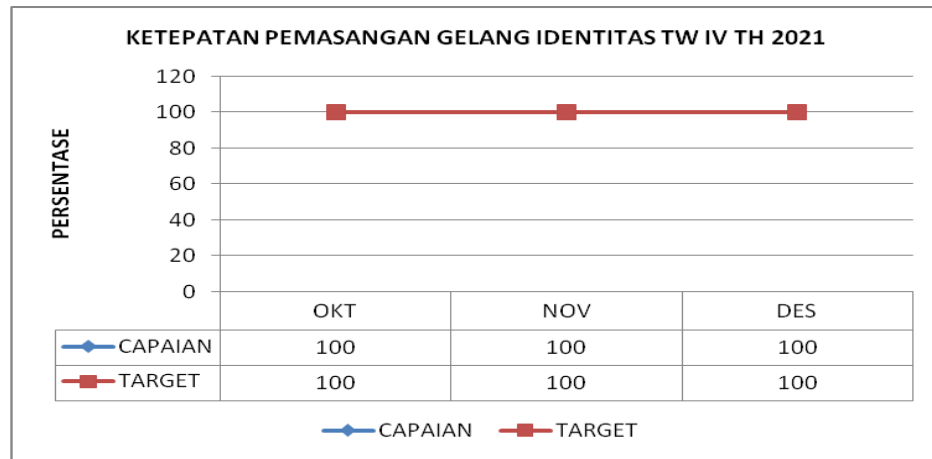 KETEPATAN PEMASANGAN GELANG IDENTITAS TW IV TH 2021
PERSENTASE
120
100
80
60
40
20
0
OKT NOV DES
CAPAIAN 100 100 100
TARGET 100 100 100
CAPAIAN TARGET